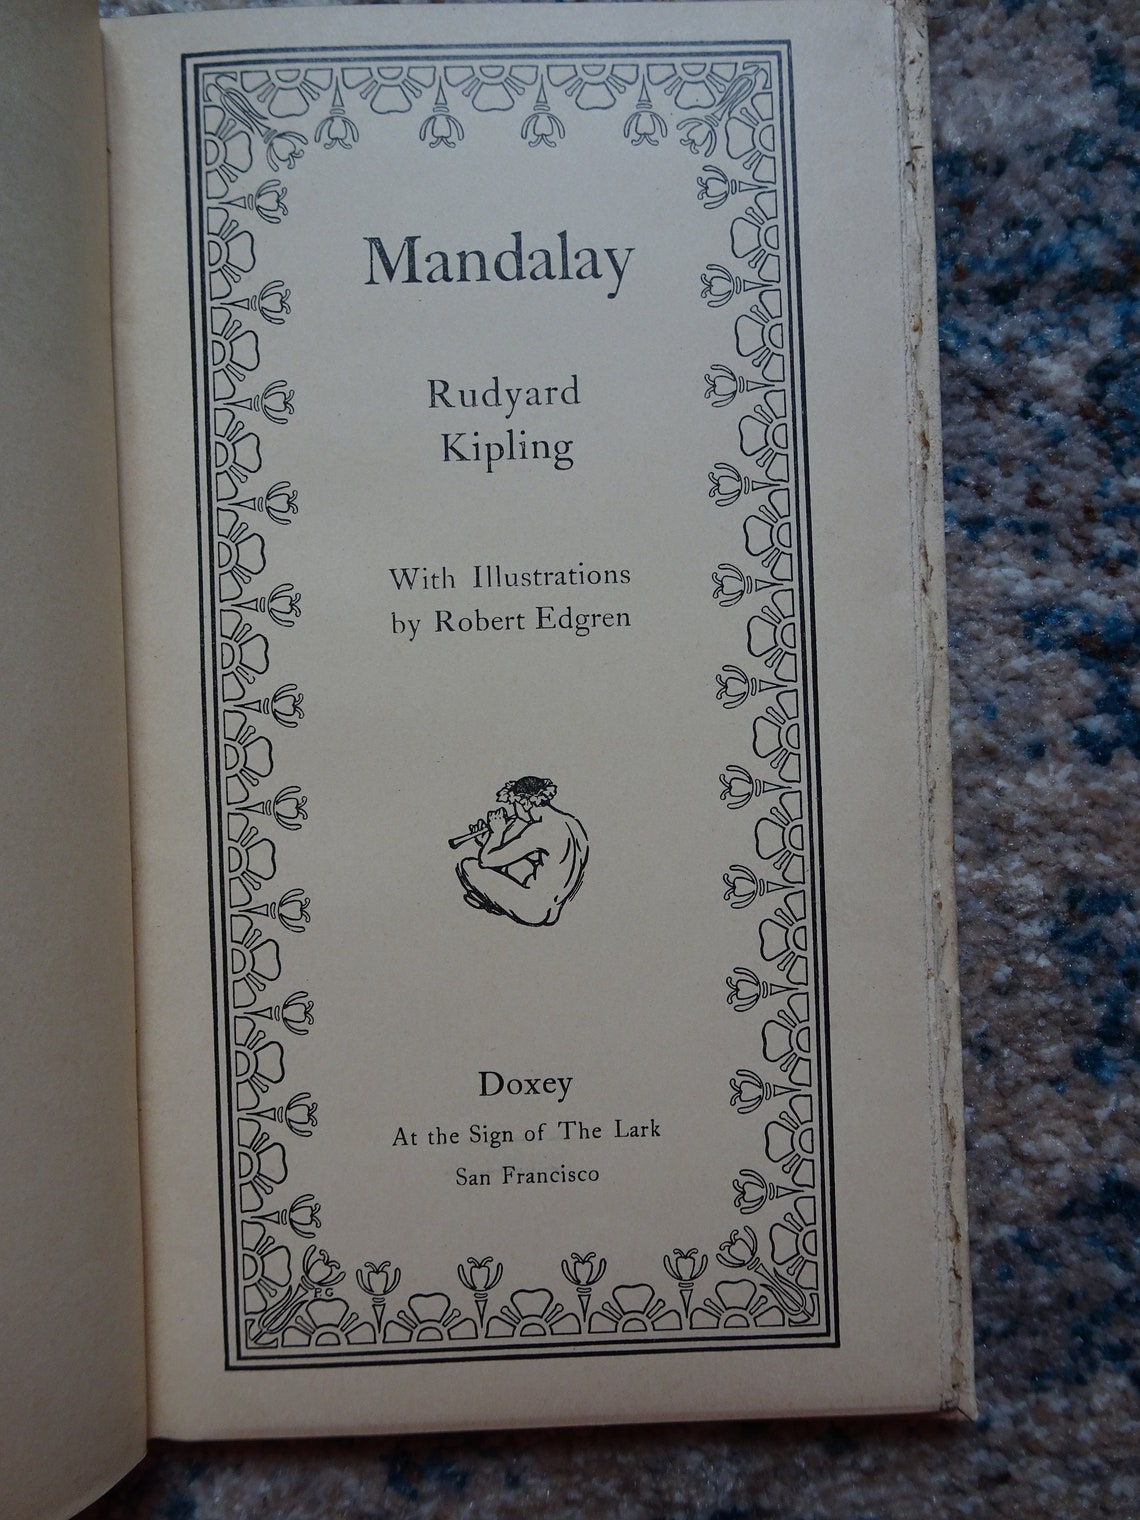 Mandalay
Rudyard
Kipling
With Illustrations
by Robert Edgren
Doxey
At the Sign of The Lark
San Francisco